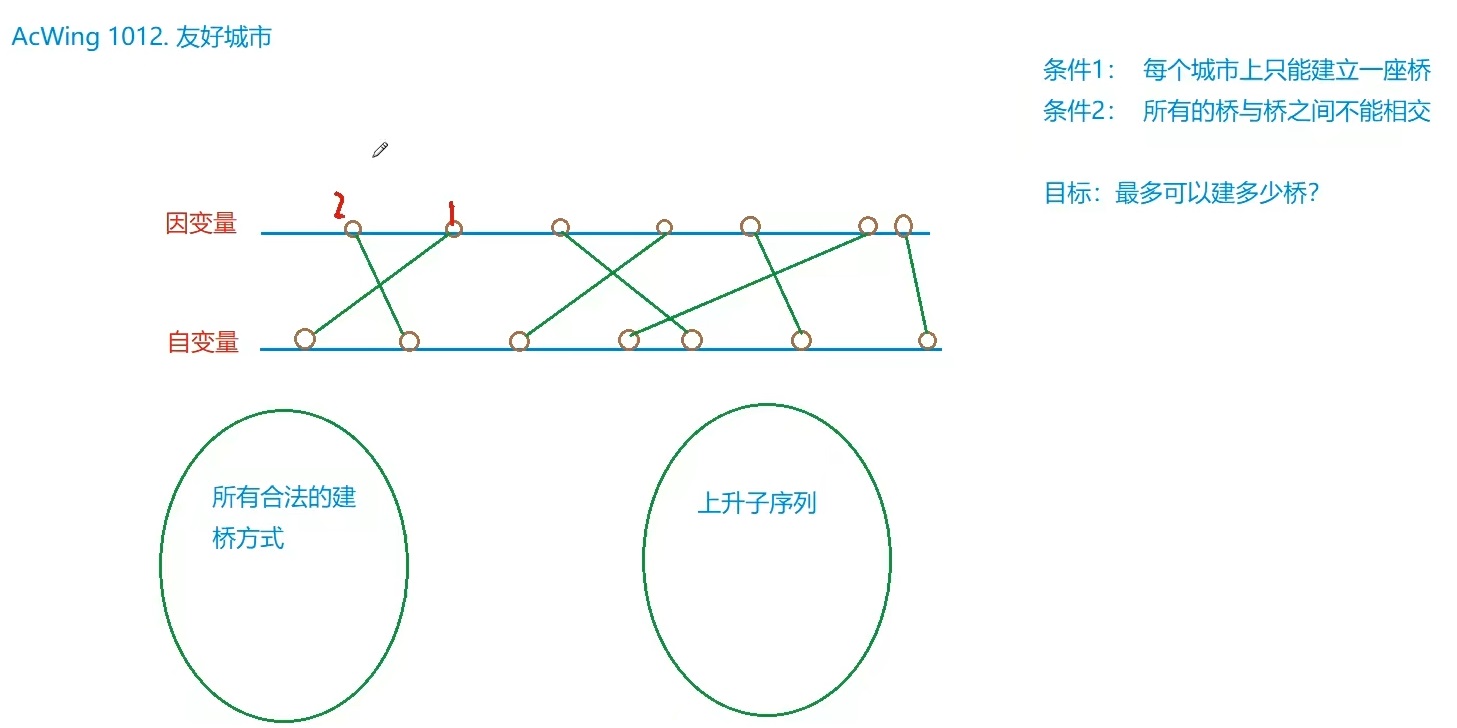 AcWing 1012. 友好城市
条件1： 每个城市上只能建立一座桥
条件2： 所有的桥与桥之间不能相交
目标：最多可以建多少桥？
2 1
因变量
自变量
所有合法的建
桥方式
上升子序列